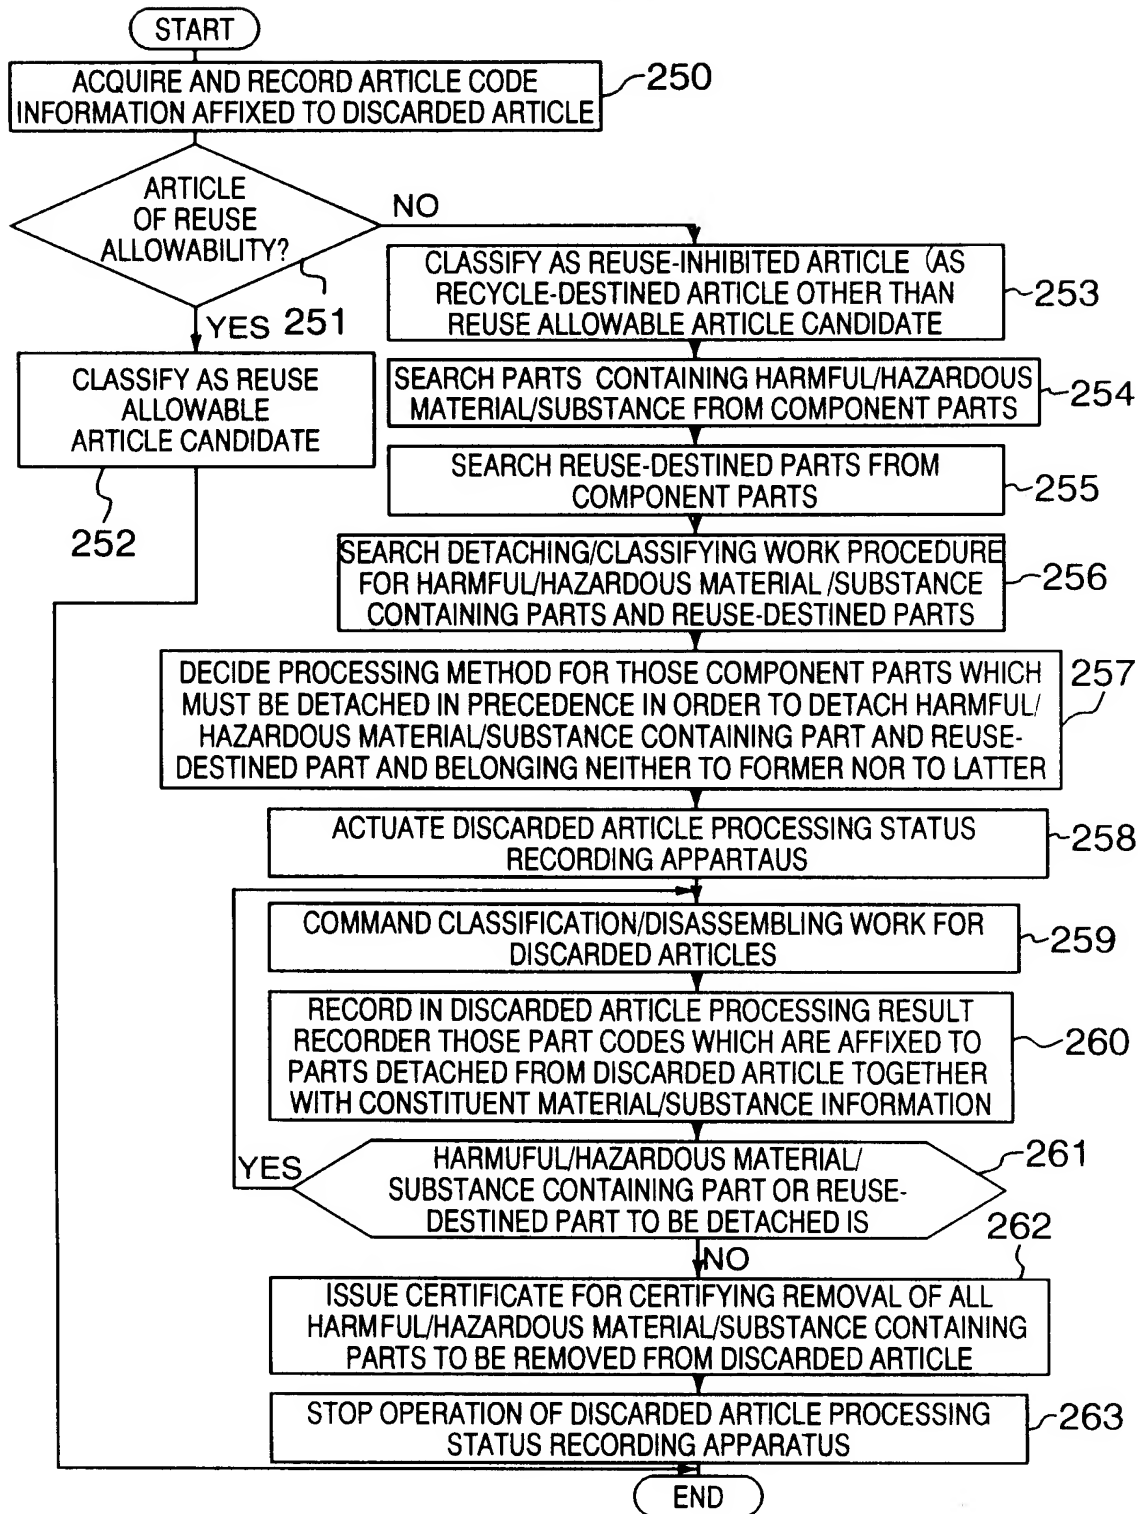 START
ACQUIRE AND RECORD ARTICLE CODE
INFORMATION AFFIXED TO DISCARDED ARTICLE
250
ARTICLE
OF REUSE
ALLOWABILITY?
NO
251
YES
CLASSIFY AS REUSE
ALLOWABLE
ARTICLE CANDIDATE
252
CLASSIFY AS REUSE-INHIBITED ARTICLE (AS
RECYCLE-DESTINED ARTICLE OTHER THAN
REUSE ALLOWABLE ARTICLE CANDIDATE
253
SEARCH PARTS CONTAINING HARMFUL/HAZARDOUS
MATERIAL/SUBSTANCE FROM COMPONENT PARTS
254
SEARCH REUSE-DESTINED PARTS FROM
COMPONENT PARTS
255
SEARCH DETACHING/CLASSIFYING WORK PROCEDURE
FOR HARMFUL/HAZARDOUS MATERIAL /SUBSTANCE
CONTAINING PARTS AND REUSE-DESTINED PARTS
256
DECIDE PROCESSING METHOD FOR THOSE COMPONENT PARTS WHICH
MUST BE DETACHED IN PRECEDENCE IN ORDER TO DETACH HARMFUL/
HAZARDOUS MATERIAL/SUBSTANCE CONTAINING PART AND REUSE-
DESTINED PART AND BELONGING NEITHER TO FORMER NOR TO LATTER
257
ACTUATE DISCARDED ARTICLE PROCESSING STATUS
RECORDING APPARTAUS
258
COMMAND CLASSIFICATION/DISASSEMBLING WORK FOR
DISCARDED ARTICLES
259
RECORD IN DISCARDED ARTICLE PROCESSING RESULT
RECORDER THOSE PART CODES WHICH ARE AFFIXED TO
PARTS DETACHED FROM DISCARDED ARTICLE TOGETHER
WITH CONSTITUENT MATERIAL/SUBSTANCE INFORMATION
260
YES
HARMUFUL/HAZARDOUS MATERIAL/
SUBSTANCE CONTAINING PART OR REUSE-
DESTINED PART TO BE DETACHED IS
261
NO
262
ISSUE CERTIFICATE FOR CERTIFYING REMOVAL OF ALL
HARMFUL/HAZARDOUS MATERIAL/SUBSTANCE CONTAINING
PARTS TO BE REMOVED FROM DISCARDED ARTICLE
STOP OPERATION OF DISCARDED ARTICLE PROCESSING
STATUS RECORDING APPARATUS
263
END